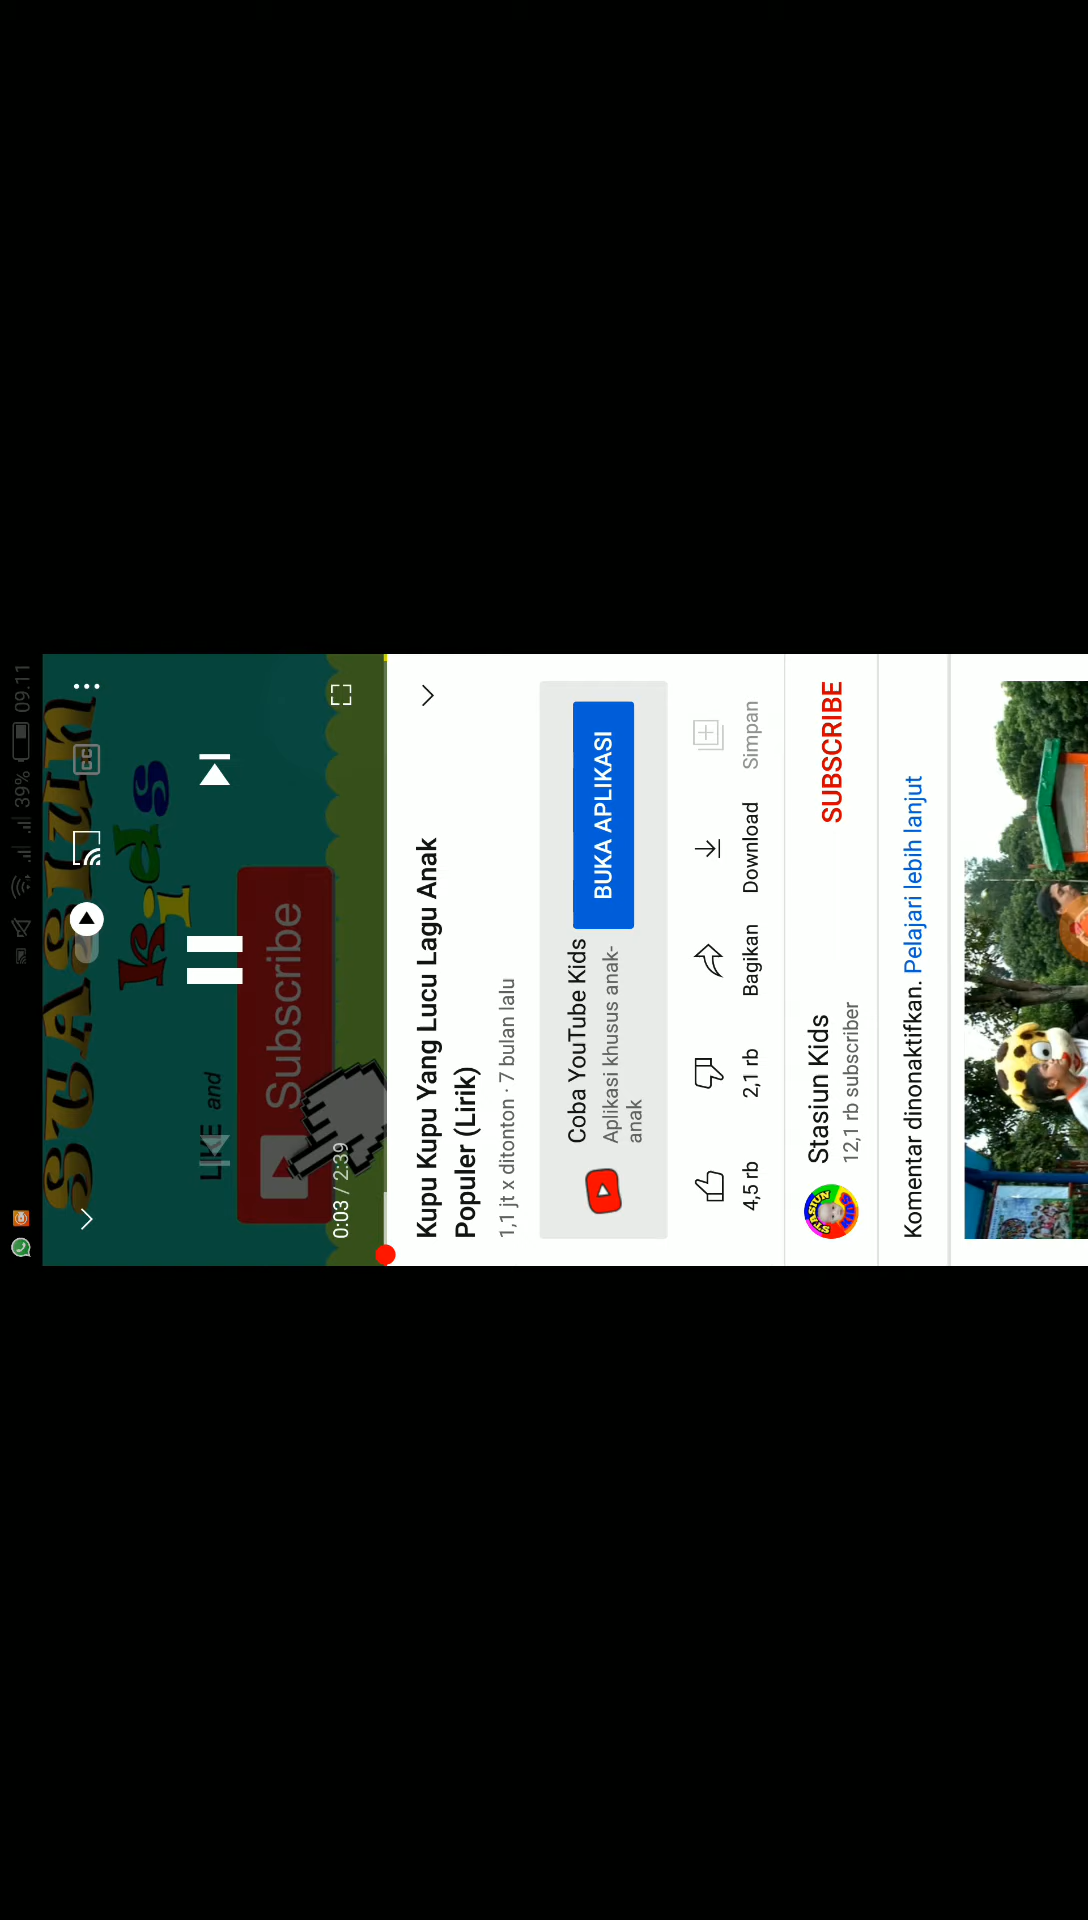 39% 09.11
CC
Stasiun
Kids
LIKE and
Subscribe
0:03 / 2:39
Kupu Kupu Yang Lucu Lagu Anak
Populer (Lirik)
1,1 jt x ditonton · 7 bulan lalu
Coba YouTube Kids
Aplikasi khusus anak-
anak
BUKA APLIKASI
4,5 rb
2,1 rb
Bagikan
Download
Simpan
STASIUN
KIDS
Stasiun Kids
12,1 rb subscriber
SUBSCRIBE
Komentar dinonaktifkan. Pelajari lebih lanjut